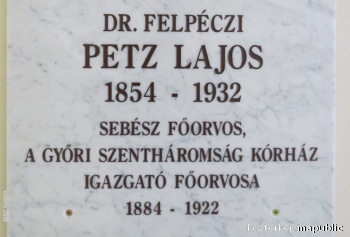 DR. FELPÉCZI
PETZ LAJOS
1854 - 1932
SEBÉSZ FŐORVOS,
A GYŐRI SZENTHÁROMSÁG KÓRHÁZ
IGAZGATÓ FŐORVOSA
1884 - 1922